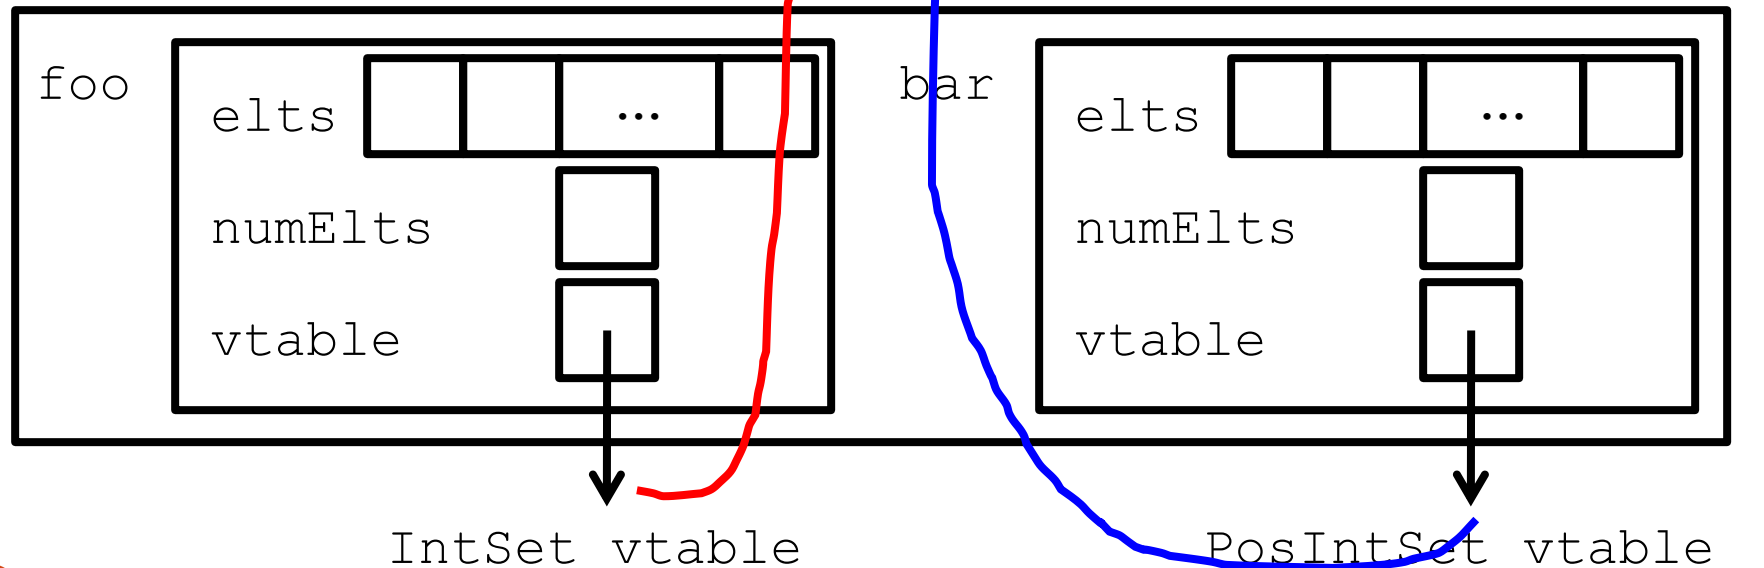 foo
elts ...
numElts
vtable
bar
elts ...
numElts
vtable
IntSet vtable
PosIntSet vtable